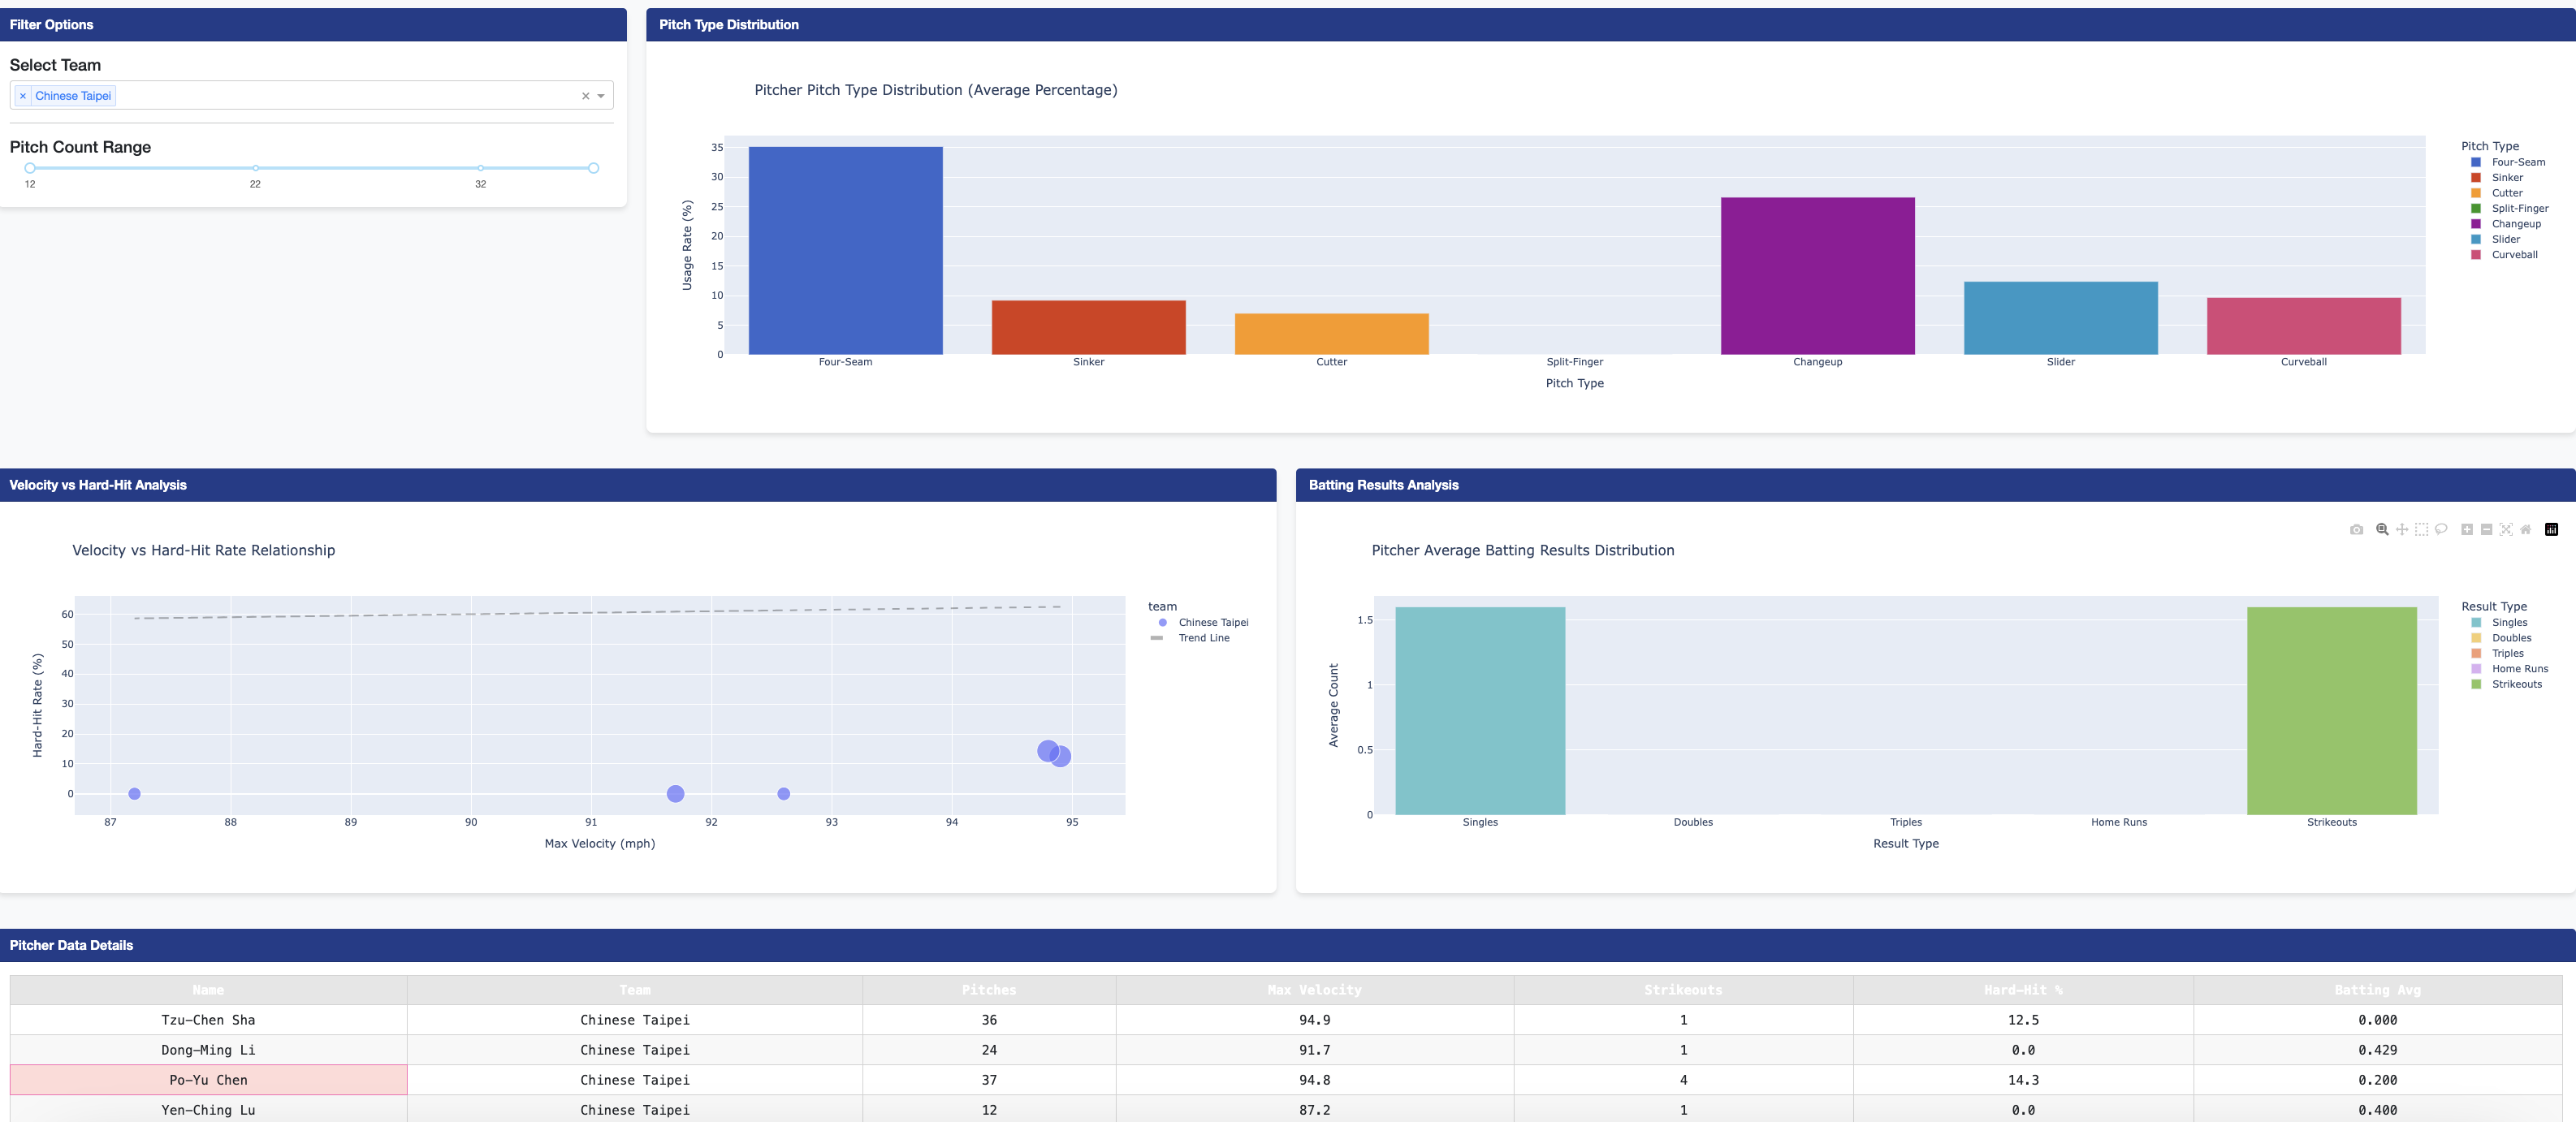 Filter Options
Select Team
× Chinese Taipei
Pitch Count Range
12 22 32
Pitch Type Distribution
Pitcher Pitch Type Distribution (Average Percentage)
Usage Rate (%)
35
30
25
20
15
10
5
0
Four-Seam Sinker Cutter Split-Finger Changeup Slider Curveball
Pitch Type
Pitch Type
Four-Seam
Sinker
Cutter
Split-Finger
Changeup
Slider
Curveball
Velocity vs Hard-Hit Analysis
Velocity vs Hard-Hit Rate Relationship
Hard-Hit Rate (%)
60
50
40
30
20
10
0
87 88 89 90 91 92 93 94 95
Max Velocity (mph)
team
Chinese Taipei
Trend Line
Batting Results Analysis
Pitcher Average Batting Results Distribution
Average Count
1.5
1
0.5
0
Singles Doubles Triples Home Runs Strikeouts
Result Type
Result Type
Singles
Doubles
Triples
Home Runs
Strikeouts
Pitcher Data Details
Name Team Pitches Max Velocity Strikeouts Hard-Hit % Batting Avg
Tzu-Chen Sha Chinese Taipei 36 94.9 1 12.5 0.000
Dong-Ming Li Chinese Taipei 24 91.7 1 0.0 0.429
Po-Yu Chen Chinese Taipei 37 94.8 4 14.3 0.200
Yen-Ching Lu Chinese Taipei 12 87.2 1 0.0 0.400